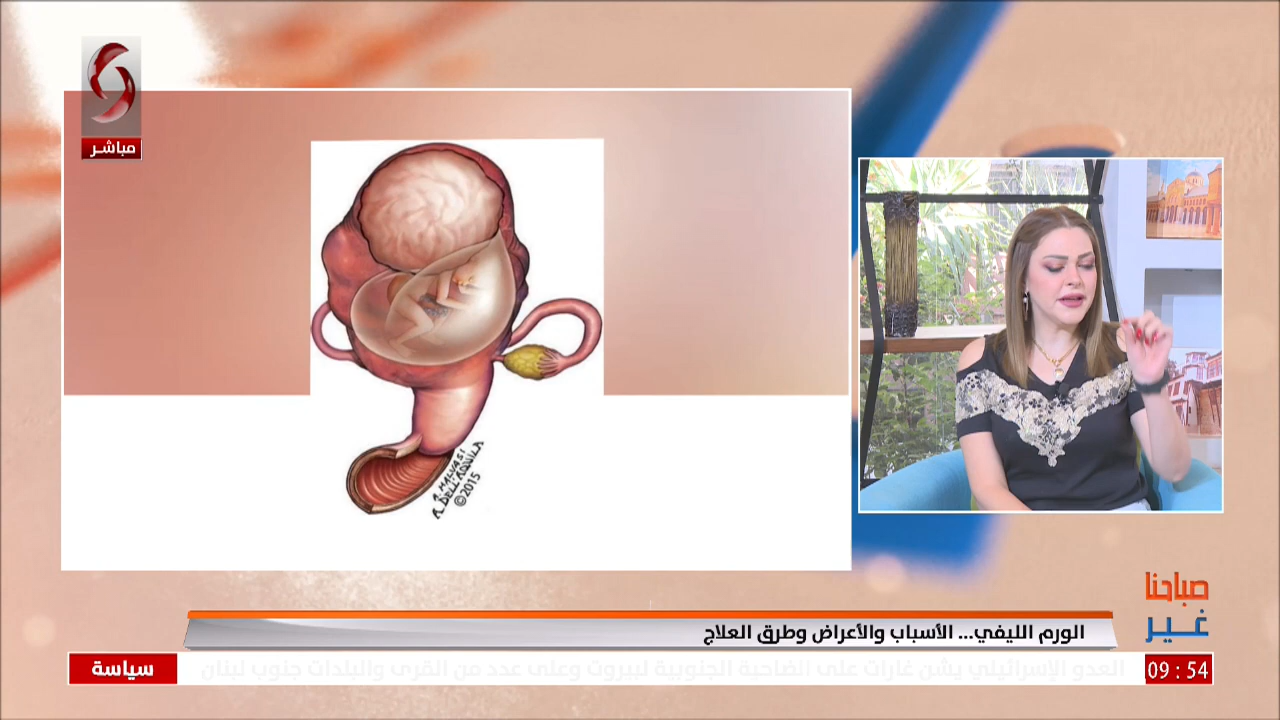 مباشر
A. MALVASI
A. DELL'AQUILA
©2015
صباحنا
غير
الورم الليفي... الأسباب والأعراض وطرق العلاج
سياسة
العدو الإسرائيلي يشن غارات على الضاحية الجنوبية لبيروت وعلى عدد من القرى والبلدات جنوب لبنان
09 : 54